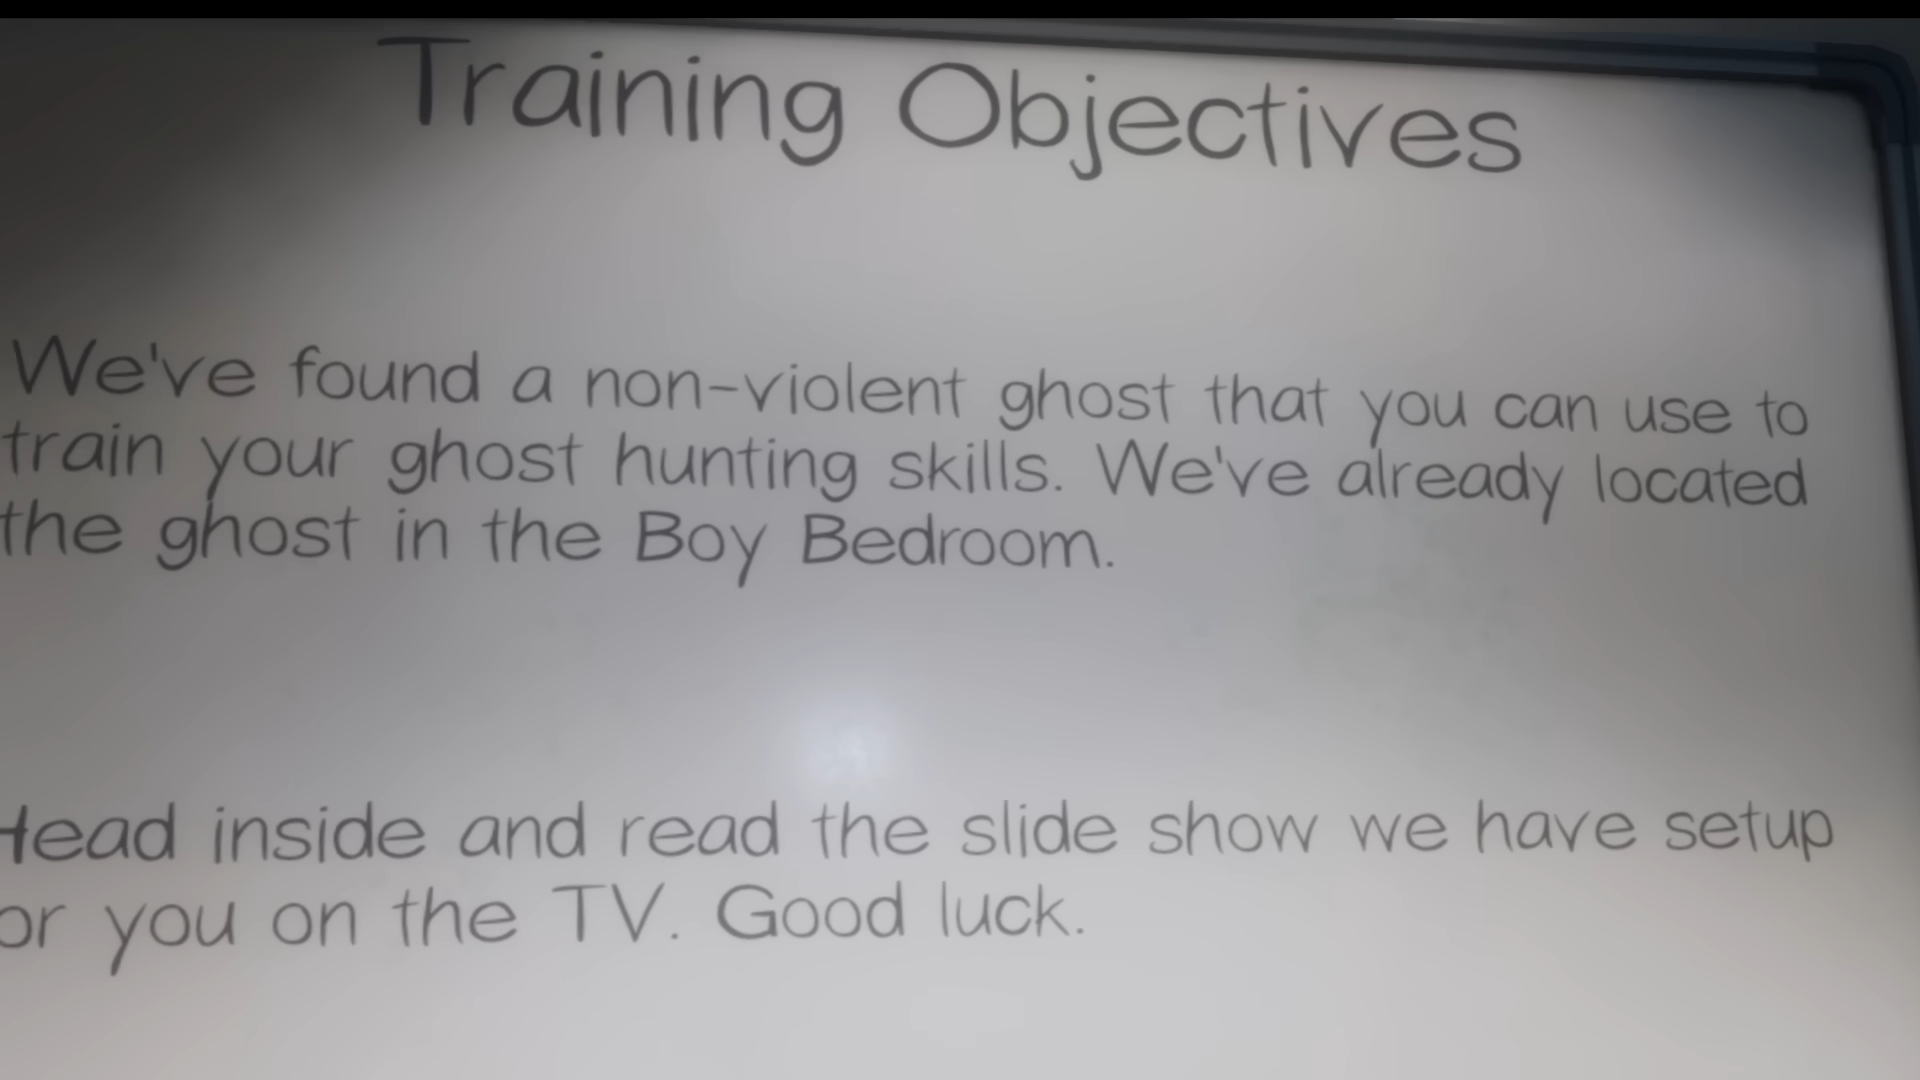 Training Objectives
We've found a non-violent ghost that you can use to
train your ghost hunting skills. We've already located
the ghost in the Boy Bedroom.
Head inside and read the slide show we have setup
or you on the TV. Good luck.